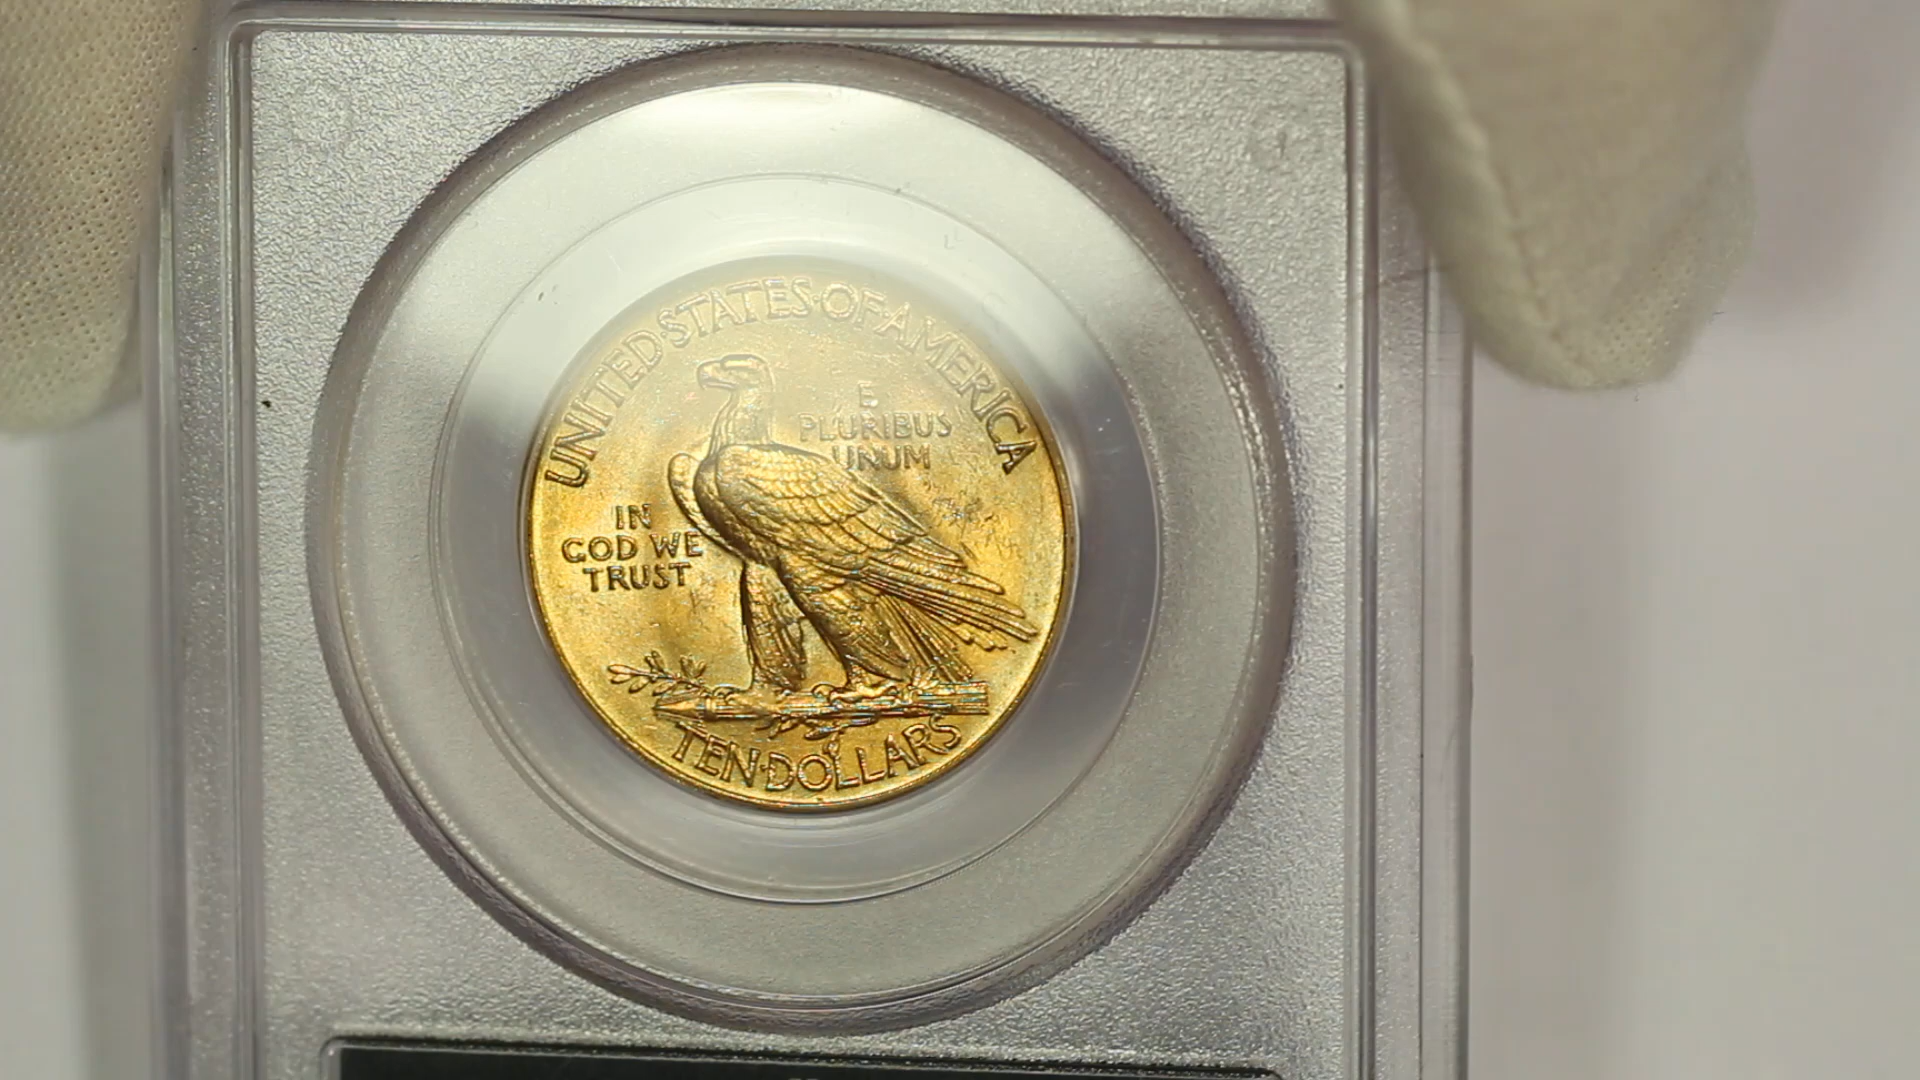 UNITED·STATES·OF·AMERICA
E
PLURIBUS
UNUM
IN
GOD WE
TRUST
TEN·DOLLARS